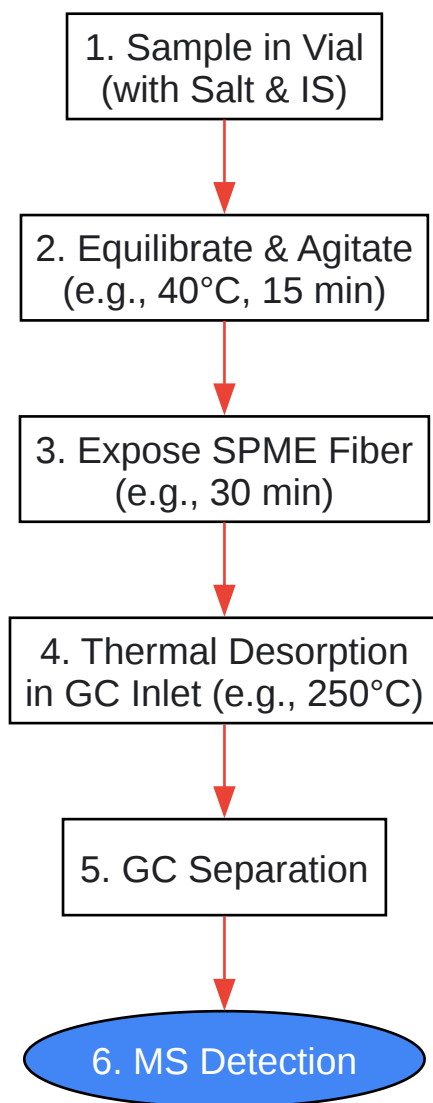 1. Sample in Vial
(with Salt & IS)
2. Equilibrate & Agitate
(e.g., 40°C, 15 min)
3. Expose SPME Fiber
(e.g., 30 min)
4. Thermal Desorption
in GC Inlet (e.g., 250°C)
5. GC Separation
6. MS Detection